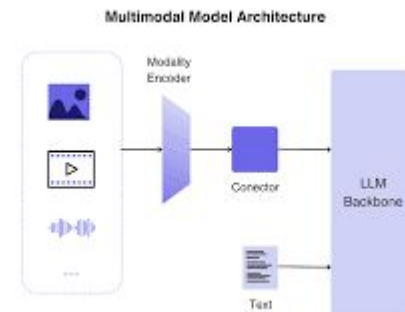 Multimodal Model Architecture
Modality
Encoder
Conector
LLM
Backbone
Text